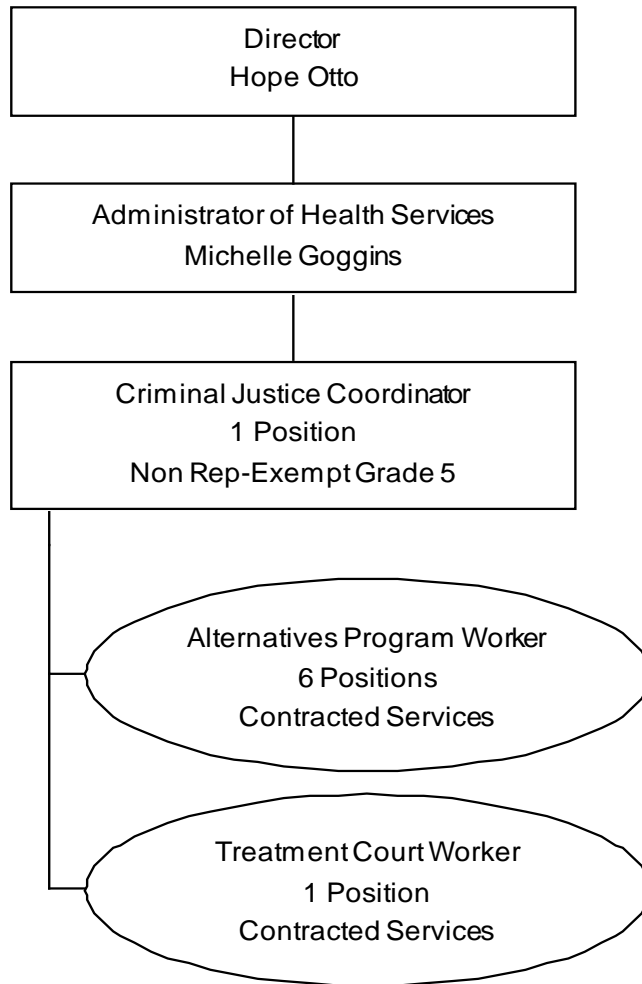 Director
Hope Otto
Administrator of Health Services
Michelle Goggins
Criminal Justice Coordinator
1 Position
Non Rep-Exempt Grade 5
Alternatives Program Worker
6 Positions
Contracted Services
Treatment Court Worker
1 Position
Contracted Services